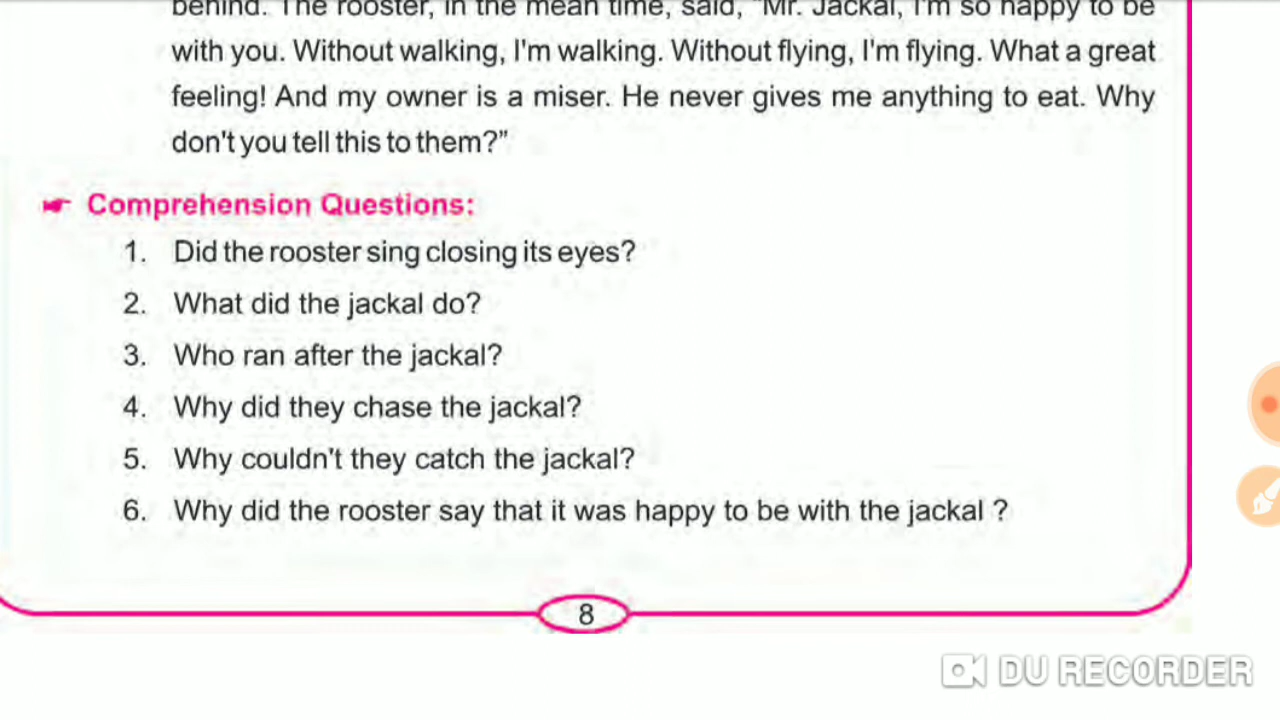 behind. The rooster, in the mean time, said, "Mr. Jackal, I'm so happy to be
with you. Without walking, I'm walking. Without flying, I'm flying. What a great
feeling! And my owner is a miser. He never gives me anything to eat. Why
don't you tell this to them?”
☛ Comprehension Questions:
1. Did the rooster sing closing its eyes?
2. What did the jackal do?
3. Who ran after the jackal?
4. Why did they chase the jackal?
5. Why couldn't they catch the jackal?
6. Why did the rooster say that it was happy to be with the jackal ?
8
DU RECORDER